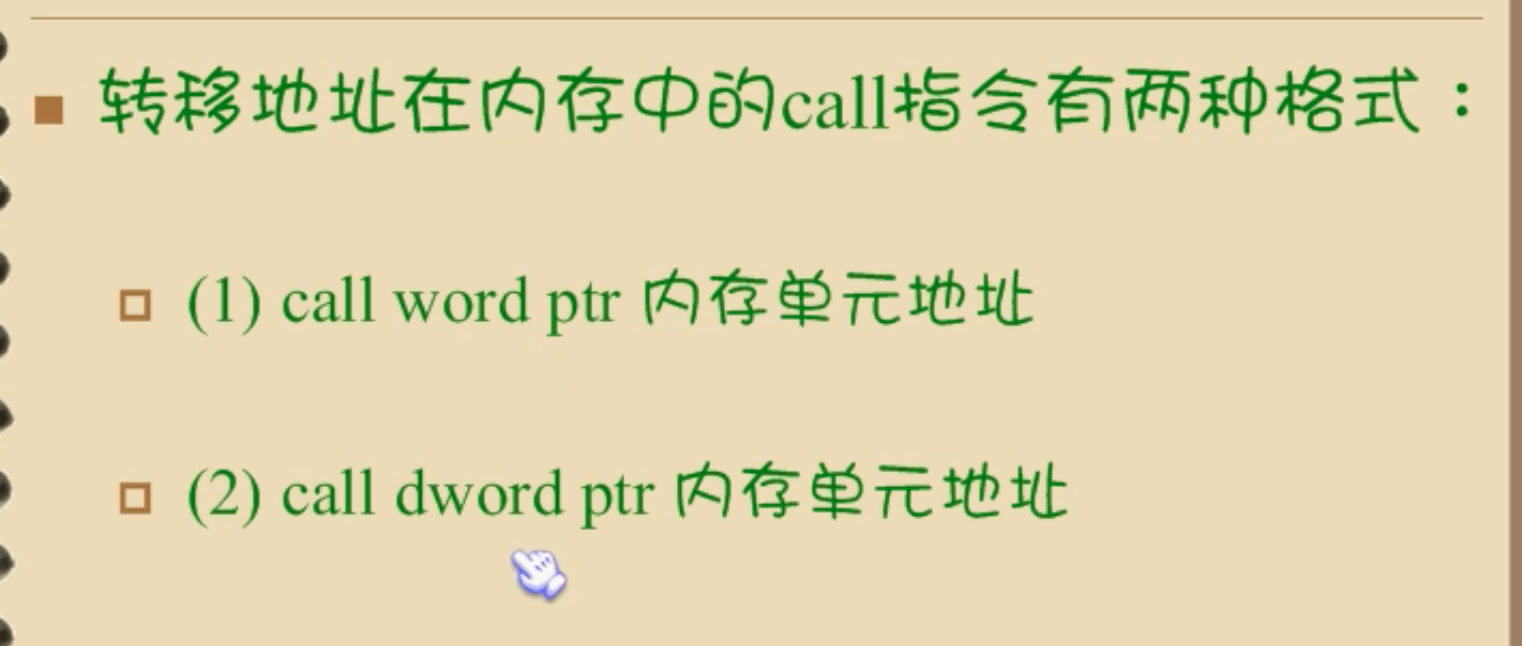 转移地址在内存中的call指令有两种格式：
(1) call word ptr 内存单元地址
(2) call dword ptr 内存单元地址